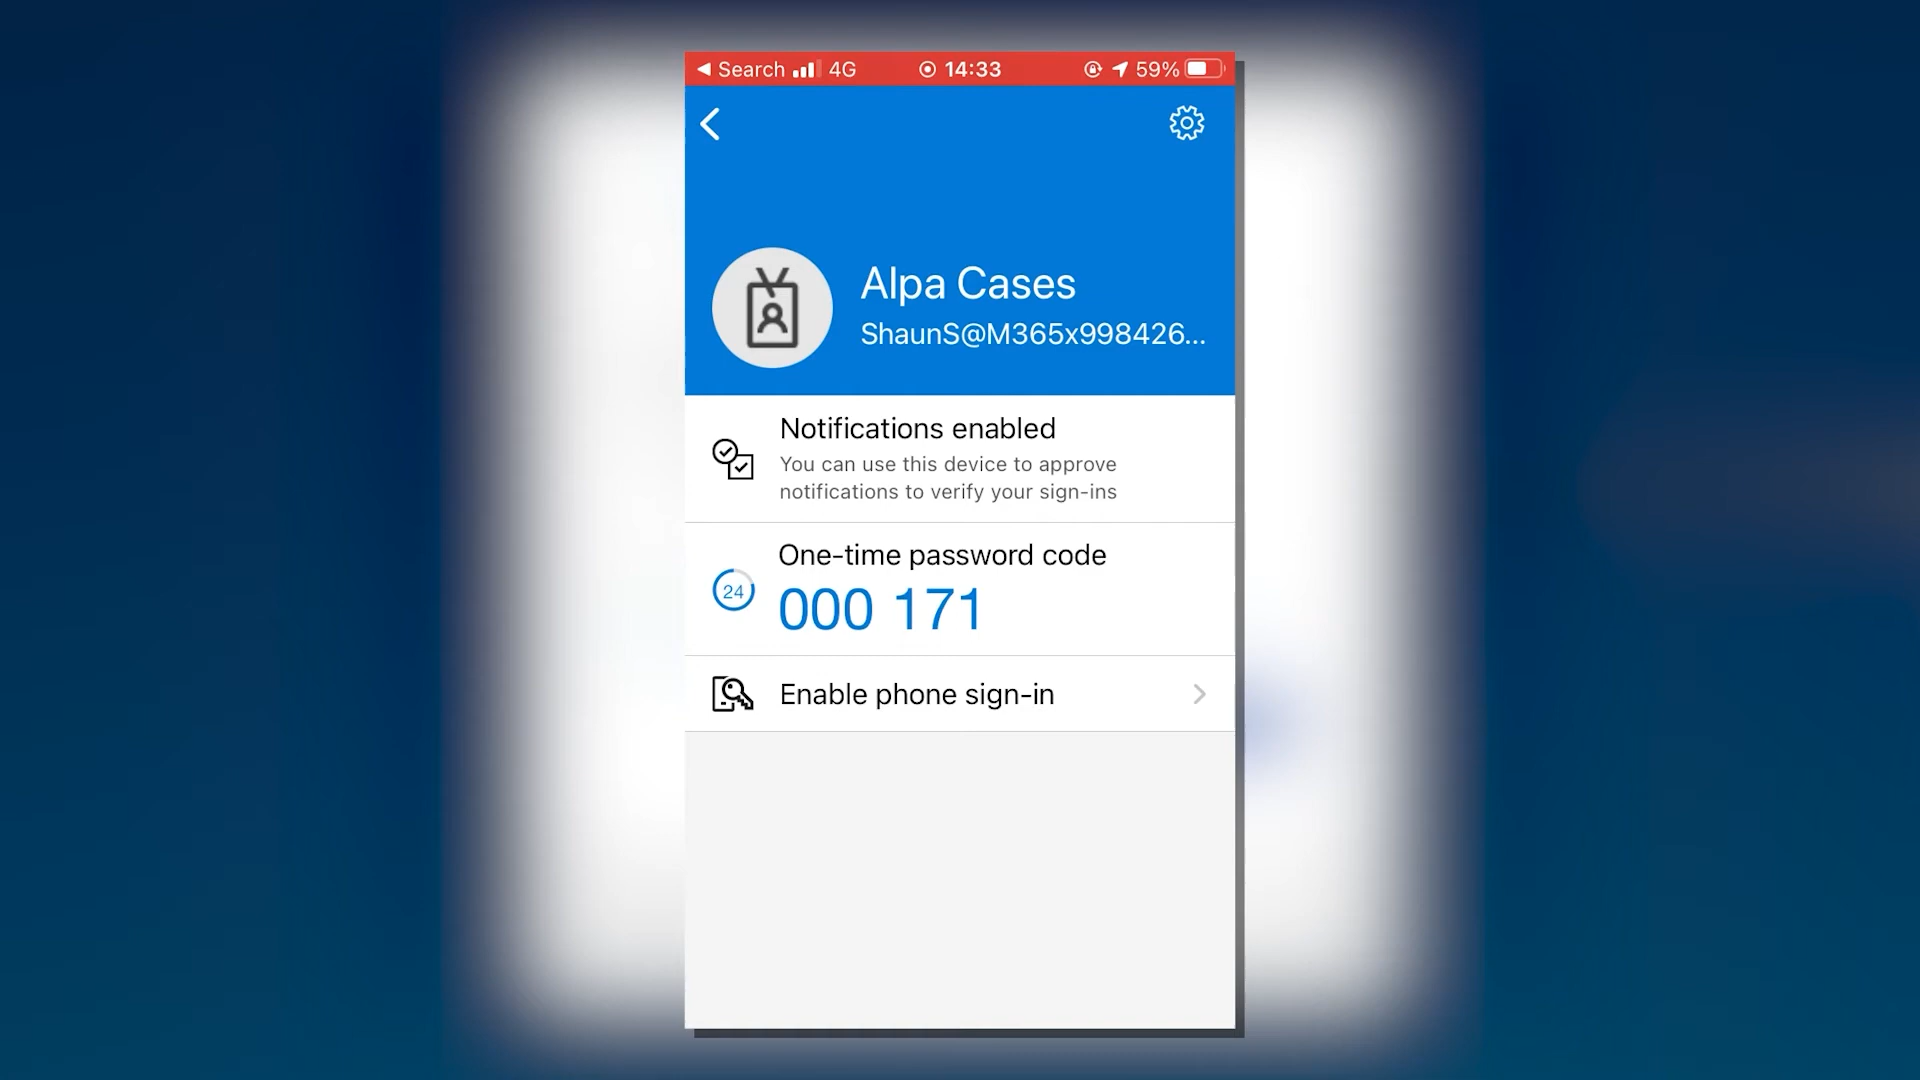 Search 4G 14:33 59%
Alpa Cases
ShaunS@M365x998426...
Notifications enabled
You can use this device to approve
notifications to verify your sign-ins
One-time password code
24
000 171
Enable phone sign-in